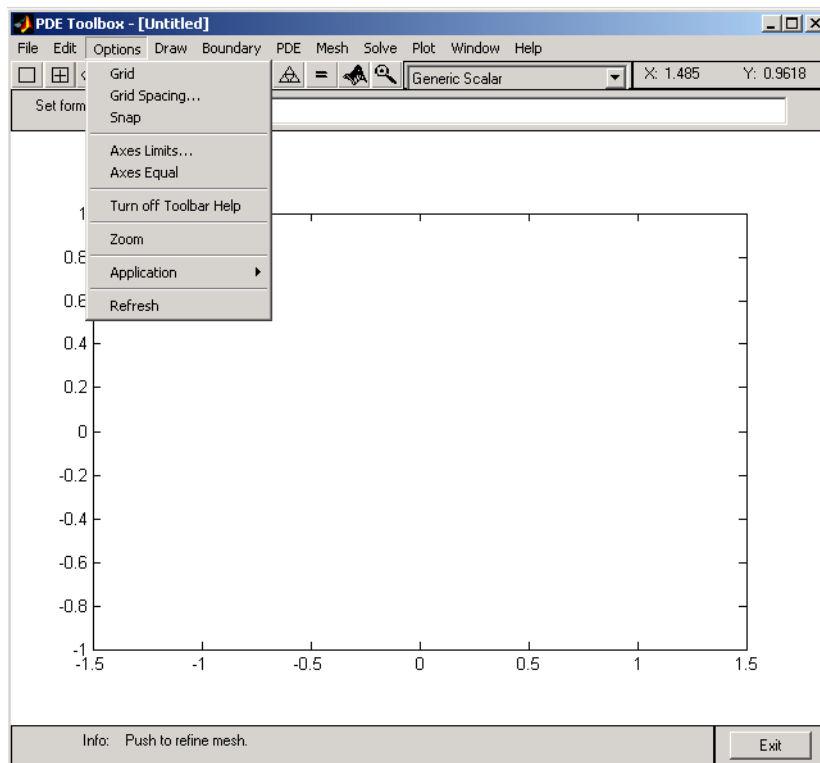 PDE Toolbox - [Untitled]
File Edit Options Draw Boundary PDE Mesh Solve Plot Window Help
= Generic Scalar X: 1.485 Y: 0.9618
Set form
Grid
Grid Spacing...
Snap
Axes Limits...
Axes Equal
Turn off Toolbar Help
Zoom
Application
Refresh
1
0.8
0.6
0.4
0.2
0
-0.2
-0.4
-0.6
-0.8
-1
-1.5 -1 -0.5 0 0.5 1 1.5
Info: Push to refine mesh.
Exit